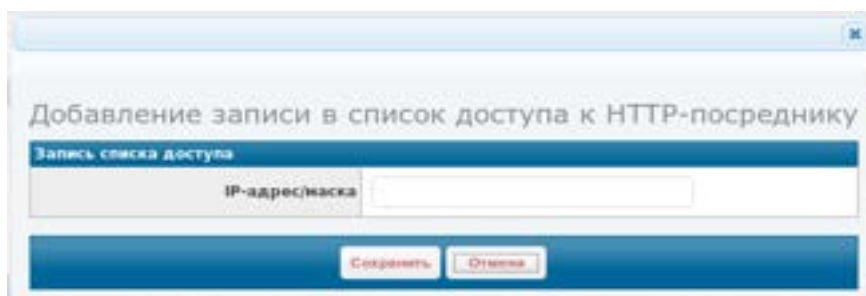 Добавление записи в список доступа к HTTP-посреднику
Запись списка доступа
IP-адрес/маска
Сохранить Отмена